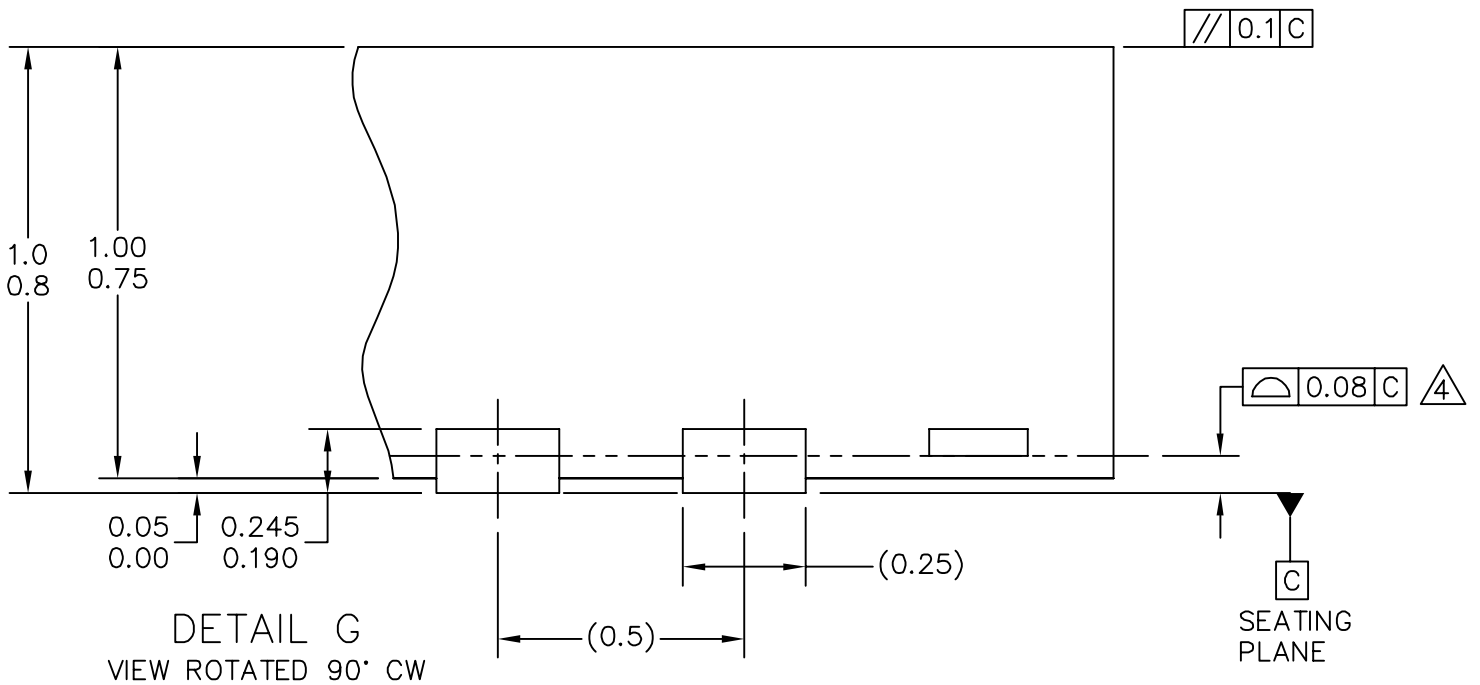 // 0.1 C
1.0
0.8
1.00
0.75
0.08 C 4
0.05
0.00
0.245
0.190
(0.25)
C
(0.5)
SEATING
PLANE
DETAIL G
VIEW ROTATED 90° CW